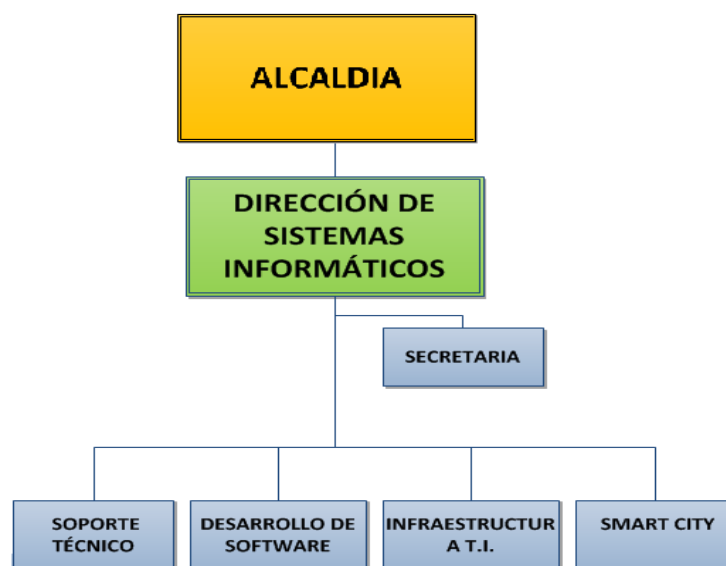 ALCALDIA
DIRECCIÓN DE
SISTEMAS
INFORMÁTICOS
SECRETARIA
SOPORTE
TÉCNICO
DESARROLLO DE
SOFTWARE
INFRAESTRUCTUR
A T.I.
SMART CITY